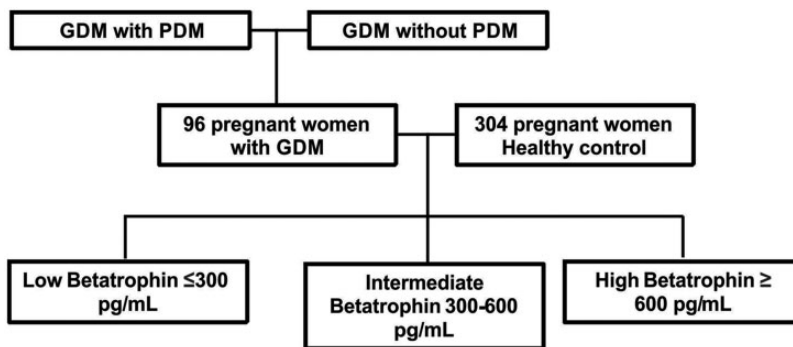 GDM with PDM
GDM without PDM
96 pregnant women
with GDM
304 pregnant women
Healthy control
Low Betatrophin ≤300
pg/mL
Intermediate
Betatrophin 300-600
pg/mL
High Betatrophin ≥
600 pg/mL